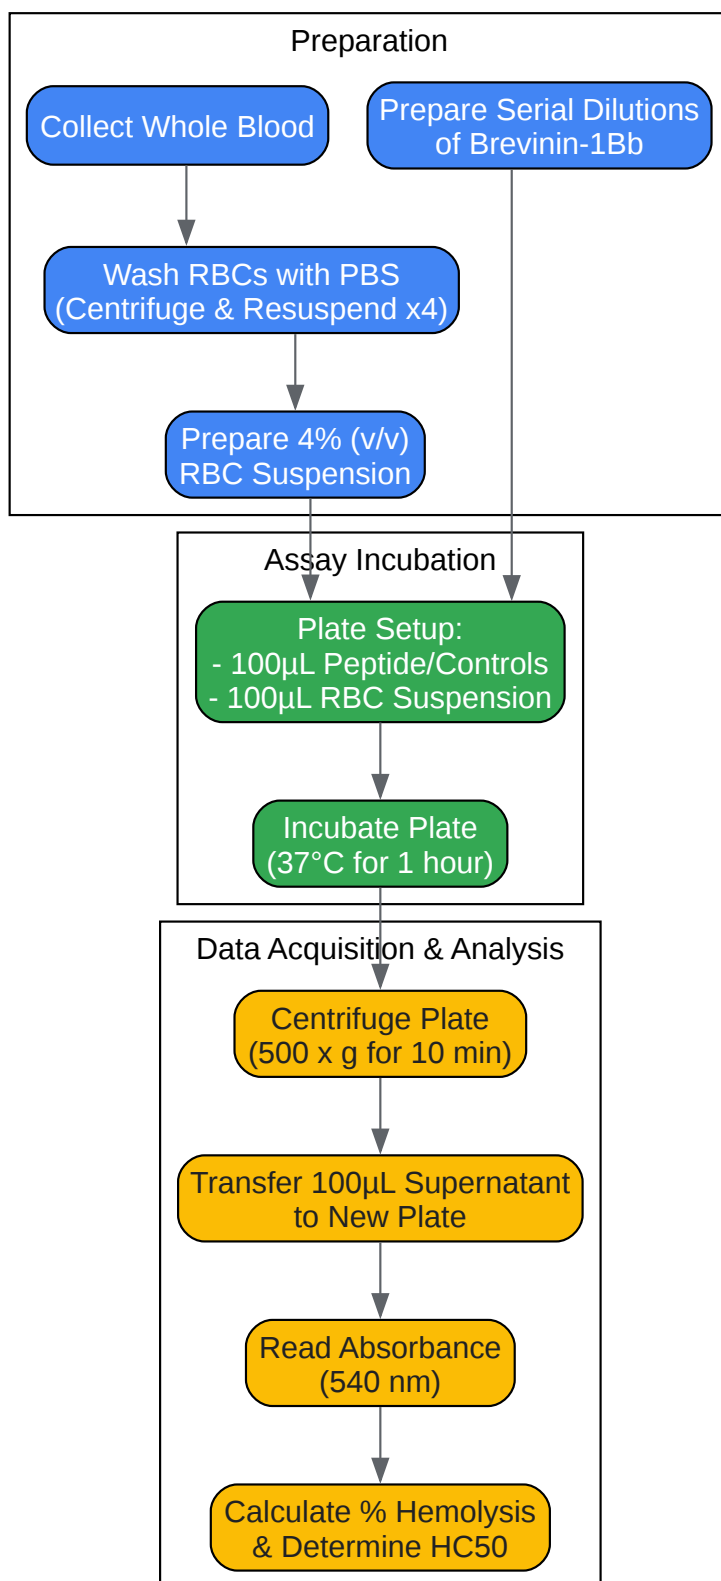 Preparation
Collect Whole Blood
Prepare Serial Dilutions
of Brevinin-1Bb
Wash RBCs with PBS
(Centrifuge & Resuspend x4)
Prepare 4% (v/v)
RBC Suspension
Assay Incubation
Plate Setup:
- 100µL Peptide/Controls
- 100µL RBC Suspension
Incubate Plate
(37°C for 1 hour)
Data Acquisition & Analysis
Centrifuge Plate
(500 x g for 10 min)
Transfer 100µL Supernatant
to New Plate
Read Absorbance
(540 nm)
Calculate % Hemolysis
& Determine HC50